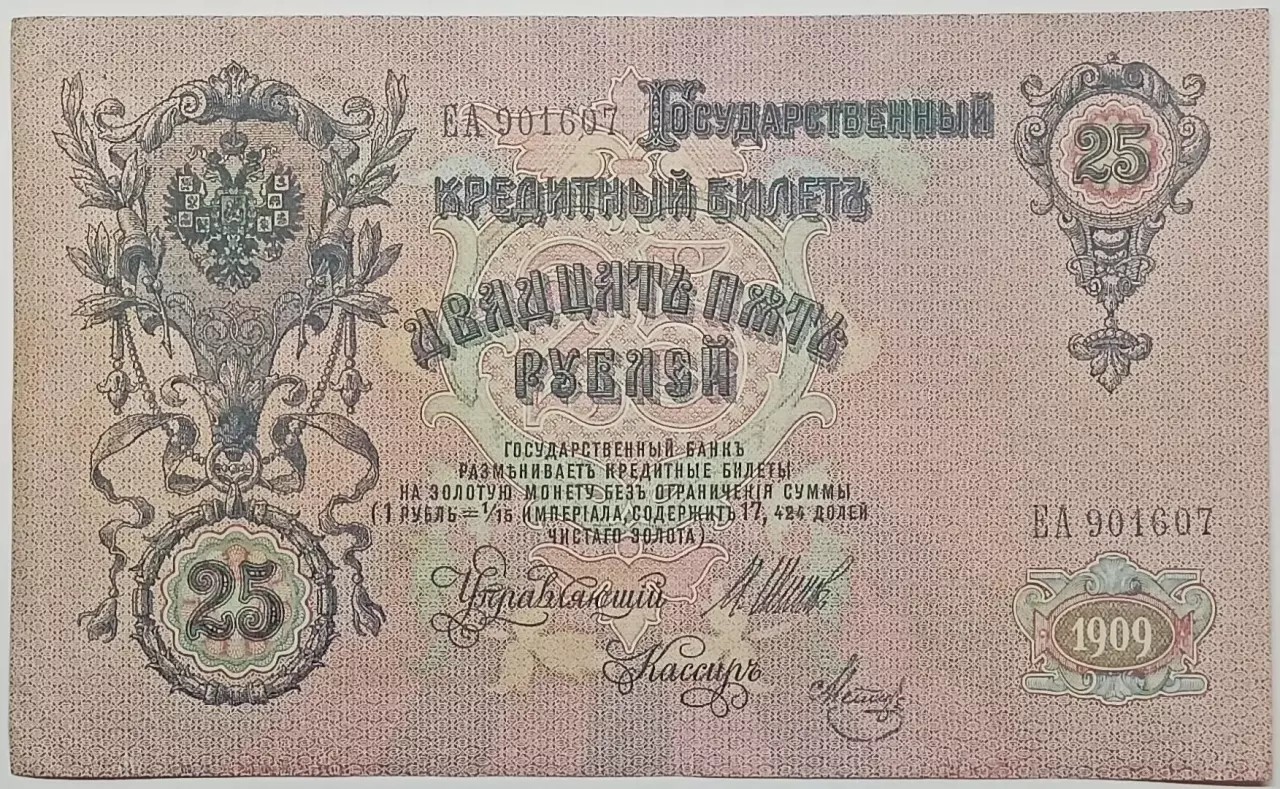 ЕА 901607 Государственный
25
кредитный билетъ
двадцать пять
рублей
Государственный банкъ
размѣниваетъ кредитные билеты
на золотую монету безъ ограниченія суммы
(1 рубль = 1/15 имперіала, содержитъ 17, 424 долей
чистаго золота)
ЕА 901607
25
Управляющій
1909
Кассиръ